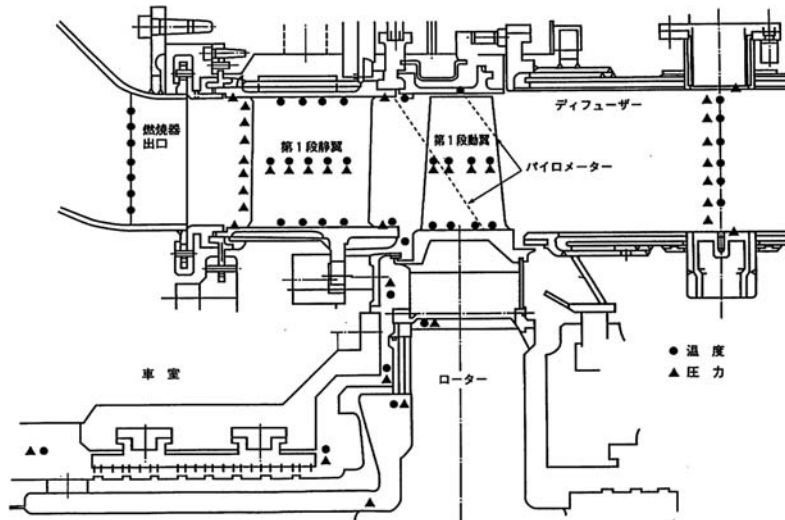 燃焼器
出口
第1段静翼
第1段動翼
ディフューザー
パイロメーター
車室
ローター
● 温度
▲ 圧力